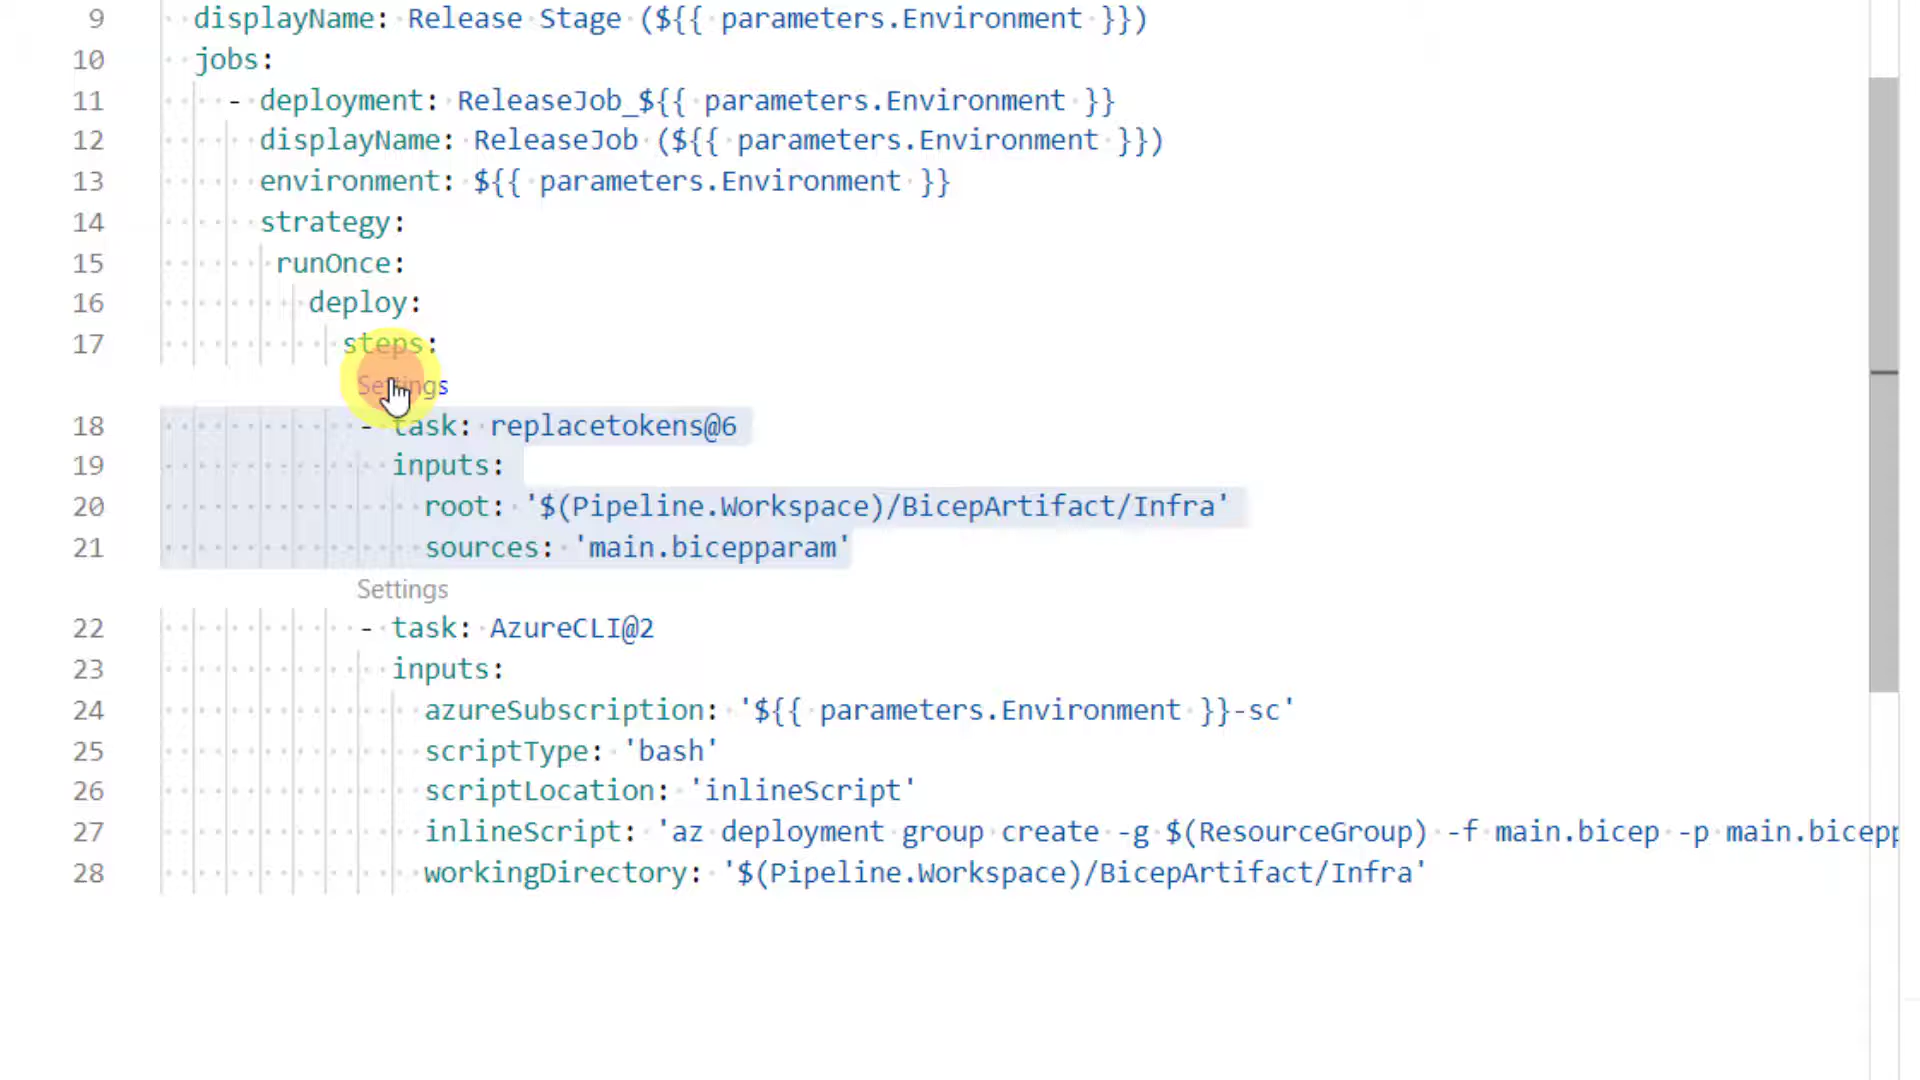 9 displayName: Release Stage (${{ parameters.Environment }})
10 jobs:
11 - deployment: ReleaseJob_${{ parameters.Environment }}
12 displayName: ReleaseJob (${{ parameters.Environment }})
13 environment: ${{ parameters.Environment }}
14 strategy:
15 runOnce:
16 deploy:
17 steps:
Settings
18 - task: replacetokens@6
19 inputs:
20 root: '$(Pipeline.Workspace)/BicepArtifact/Infra'
21 sources: 'main.bicepparam'
Settings
22 - task: AzureCLI@2
23 inputs:
24 azureSubscription: '${{ parameters.Environment }}-sc'
25 scriptType: 'bash'
26 scriptLocation: 'inlineScript'
27 inlineScript: 'az deployment group create -g $(ResourceGroup) -f main.bicep -p main.bicepp
28 workingDirectory: '$(Pipeline.Workspace)/BicepArtifact/Infra'